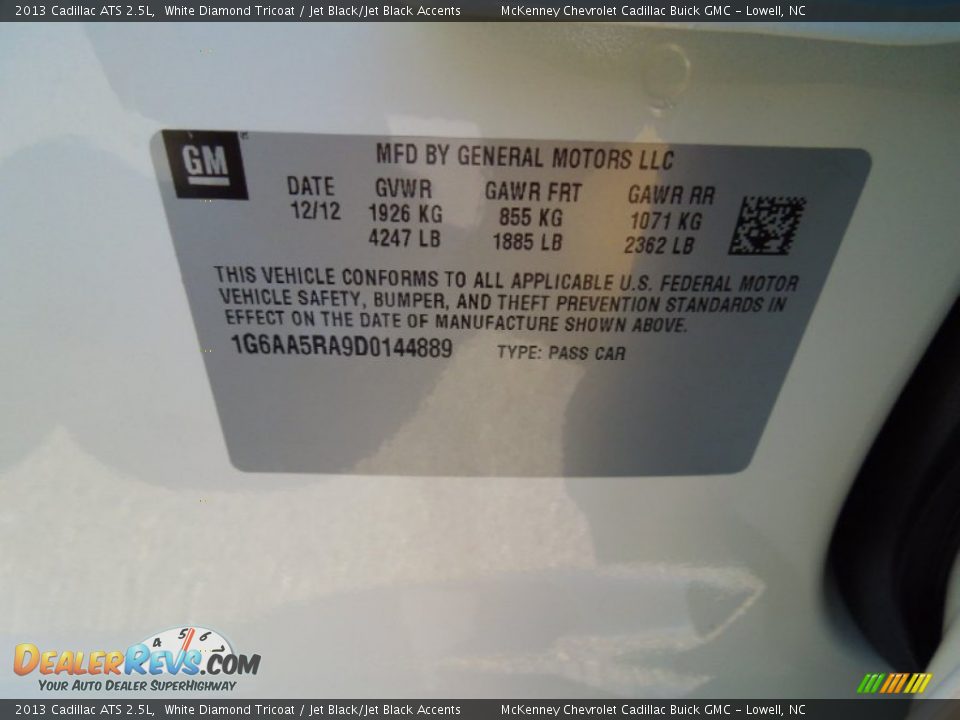 2013 Cadillac ATS 2.5L, White Diamond Tricoat / Jet Black/Jet Black Accents McKenney Chevrolet Cadillac Buick GMC - Lowell, NC
GM
MFD BY GENERAL MOTORS LLC
DATE GVWR GAWR FRT GAWR RR
12/12 1926 KG 855 KG 1071 KG
4247 LB 1885 LB 2362 LB
THIS VEHICLE CONFORMS TO ALL APPLICABLE U.S. FEDERAL MOTOR
VEHICLE SAFETY, BUMPER, AND THEFT PREVENTION STANDARDS IN
EFFECT ON THE DATE OF MANUFACTURE SHOWN ABOVE.
1G6AA5RA9D0144889 TYPE: PASS CAR
4 5 6
DEALERREVS.COM
YOUR AUTO DEALER SUPERHIGHWAY
2013 Cadillac ATS 2.5L, White Diamond Tricoat / Jet Black/Jet Black Accents McKenney Chevrolet Cadillac Buick GMC - Lowell, NC